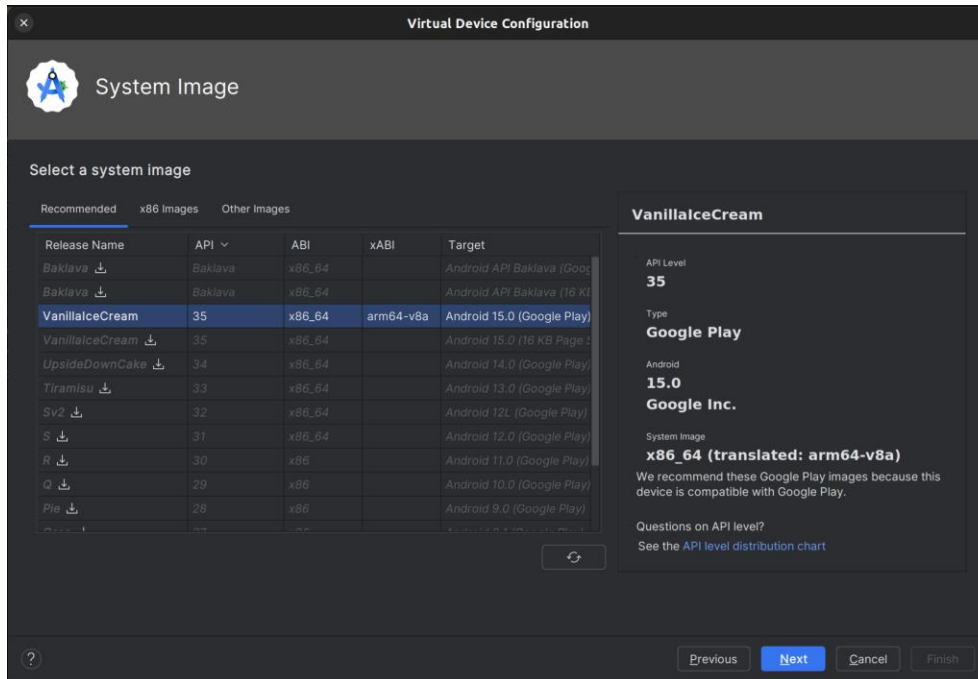 Virtual Device Configuration
System Image
Select a system image
Recommended x86 Images Other Images
Release Name API ABI xABI Target
Baklava Baklava x86_64 Android API Baklava (Goog
Baklava Baklava x86_64 Android API Baklava (16 KB
VanillaIceCream 35 x86_64 arm64-v8a Android 15.0 (Google Play)
VanillaIceCream 35 x86_64 Android 15.0 (16 KB Page S
UpsideDownCake 34 x86_64 Android 14.0 (Google Play)
Tiramisu 33 x86_64 Android 13.0 (Google Play)
Sv2 32 x86_64 Android 12L (Google Play)
S 31 x86_64 Android 12.0 (Google Play)
R 30 x86 Android 11.0 (Google Play)
Q 29 x86 Android 10.0 (Google Play)
Pie 28 x86 Android 9.0 (Google Play)
VanillaIceCream
API Level
35
Type
Google Play
Android
15.0
Google Inc.
System Image
x86_64 (translated: arm64-v8a)
We recommend these Google Play images because this
device is compatible with Google Play.
Questions on API level?
See the API level distribution chart
? Previous Next Cancel Finish